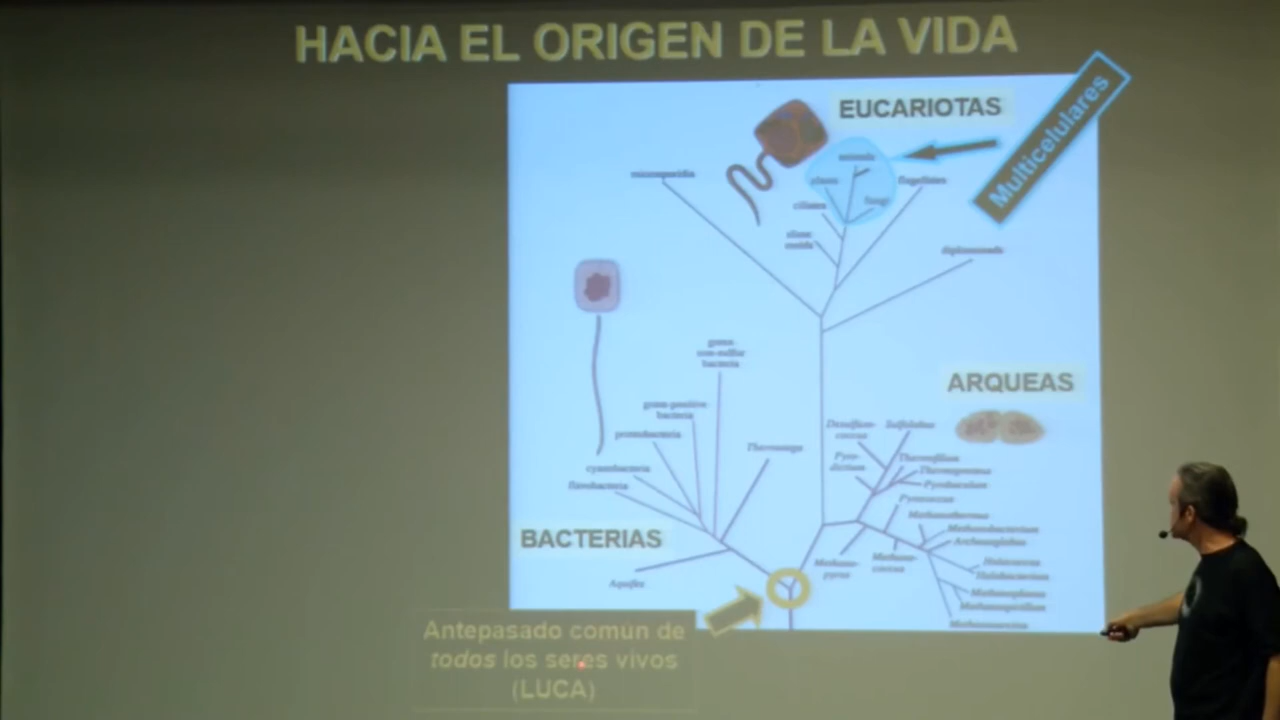 HACIA EL ORIGEN DE LA VIDA
EUCARIOTAS
Multicelulares
animals
plants
fungi
flagellates
ciliates
slime
molds
microsporidia
diplomonads
green
non-sulfur
bacteria
gram-positive
bacteria
proteobacteria
cyanobacteria
flavobacteria
Thermotoga
Aquifex
BACTERIAS
ARQUEAS
Desulfuro-
coccus
Sulfolobus
Pyro-
dictium
Thermofilum
Thermoproteus
Pyrobaculum
Pyrococcus
Methanothermus
Methanobacterium
Archaeoglobus
Methano-
pyrus
Methano-
coccus
Halococcus
Halobacterium
Methanoplanus
Methanospirillum
Methanosarcina
Antepasado común de
todos los seres vivos
(LUCA)